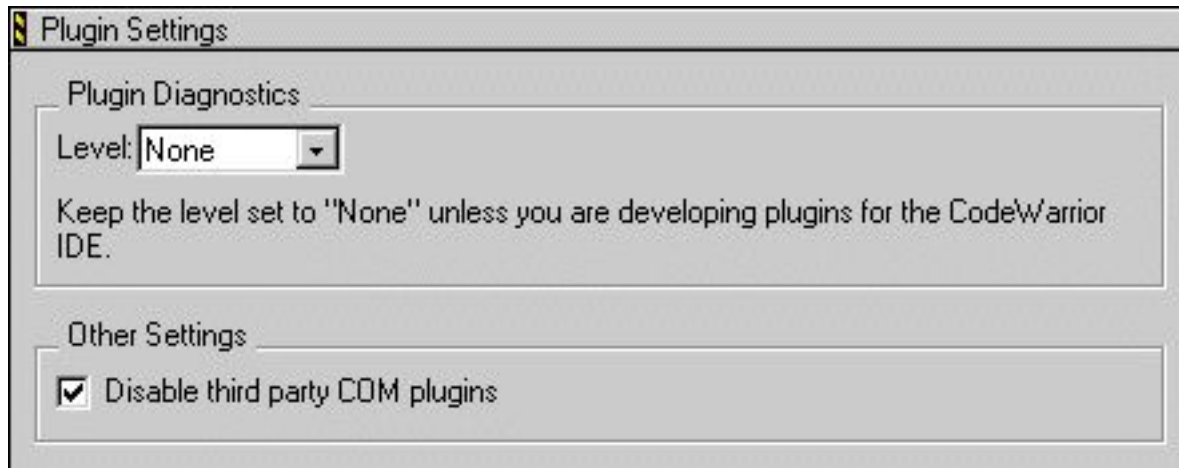 Plugin Settings
Plugin Diagnostics
Level: None
Keep the level set to "None" unless you are developing plugins for the CodeWarrior
IDE.
Other Settings
Disable third party COM plugins